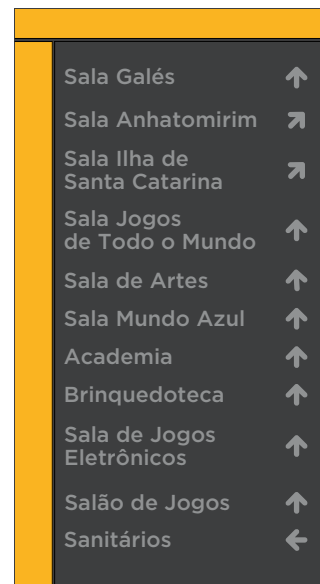 Sala Galés
Sala Anhatomirim
Sala Ilha de
Santa Catarina
Sala Jogos
de Todo o Mundo
Sala de Artes
Sala Mundo Azul
Academia
Brinquedoteca
Sala de Jogos
Eletrônicos
Salão de Jogos
Sanitários